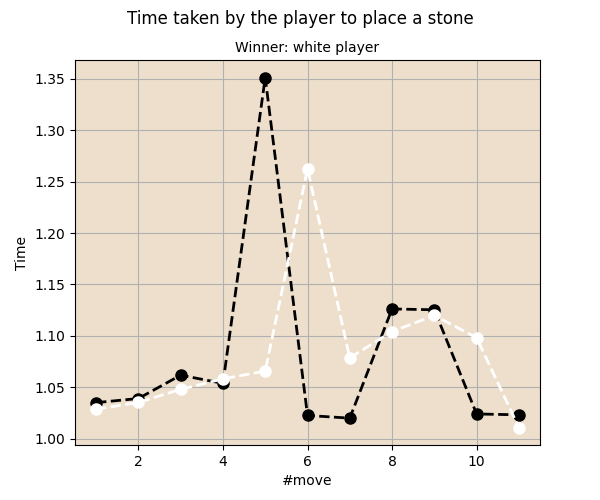 Time taken by the player to place a stone
Winner: white player
1.35
1.30
1.25
1.20
1.15
1.10
1.05
1.00
Time
2 4 6 8 10
#move